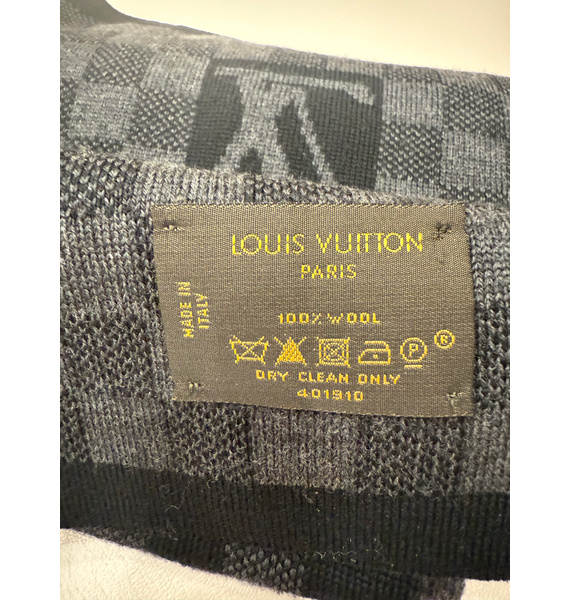 LOUIS VUITTON
PARIS
MADE IN
ITALY
100% WOOL
P ®
DRY CLEAN ONLY
401910